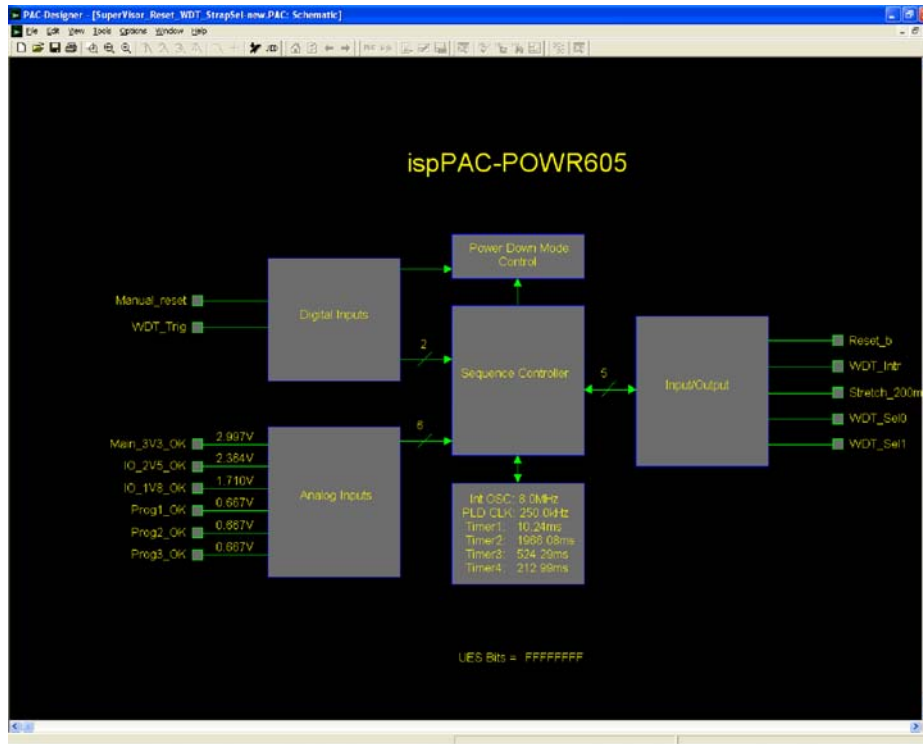 PAC-Designer - [SuperVisor_Reset_WDT_StrapSel-new.PAC: Schematic]
File Edit View Tools Options Window Help
ispPAC-POWR605
Power Down Mode
Control
Manual_reset
WDT_Trig
Digital Inputs
2
Sequence Controller
5
Input/Output
Reset_b
WDT_Intr
Stretch_200m
WDT_Sel0
WDT_Sel1
Main_3V3_OK 2.997V
IO_2V5_OK 2.364V
IO_1V8_OK 1.710V
Prog1_OK 0.667V
Prog2_OK 0.667V
Prog3_OK 0.667V
Analog Inputs
6
Int OSC: 8.0MHz
PLD CLK: 250.0kHz
Timer1: 10.24ms
Timer2: 1966.08ms
Timer3: 524.29ms
Timer4: 212.99ms
UES Bits = FFFFFFFF